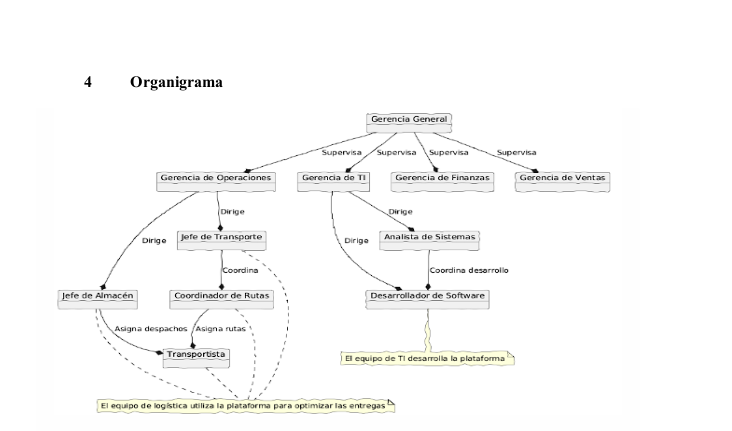 4 Organigrama
Gerencia General
Supervisa Supervisa Supervisa Supervisa
Gerencia de Operaciones Gerencia de TI Gerencia de Finanzas Gerencia de Ventas
Dirige Dirige
Jefe de Transporte Analista de Sistemas
Dirige Dirige
Coordina Coordina desarrollo
Jefe de Almacén Coordinador de Rutas Desarrollador de Software
Asigna despachos Asigna rutas
Transportista
El equipo de TI desarrolla la plataforma
El equipo de logística utiliza la plataforma para optimizar las entregas